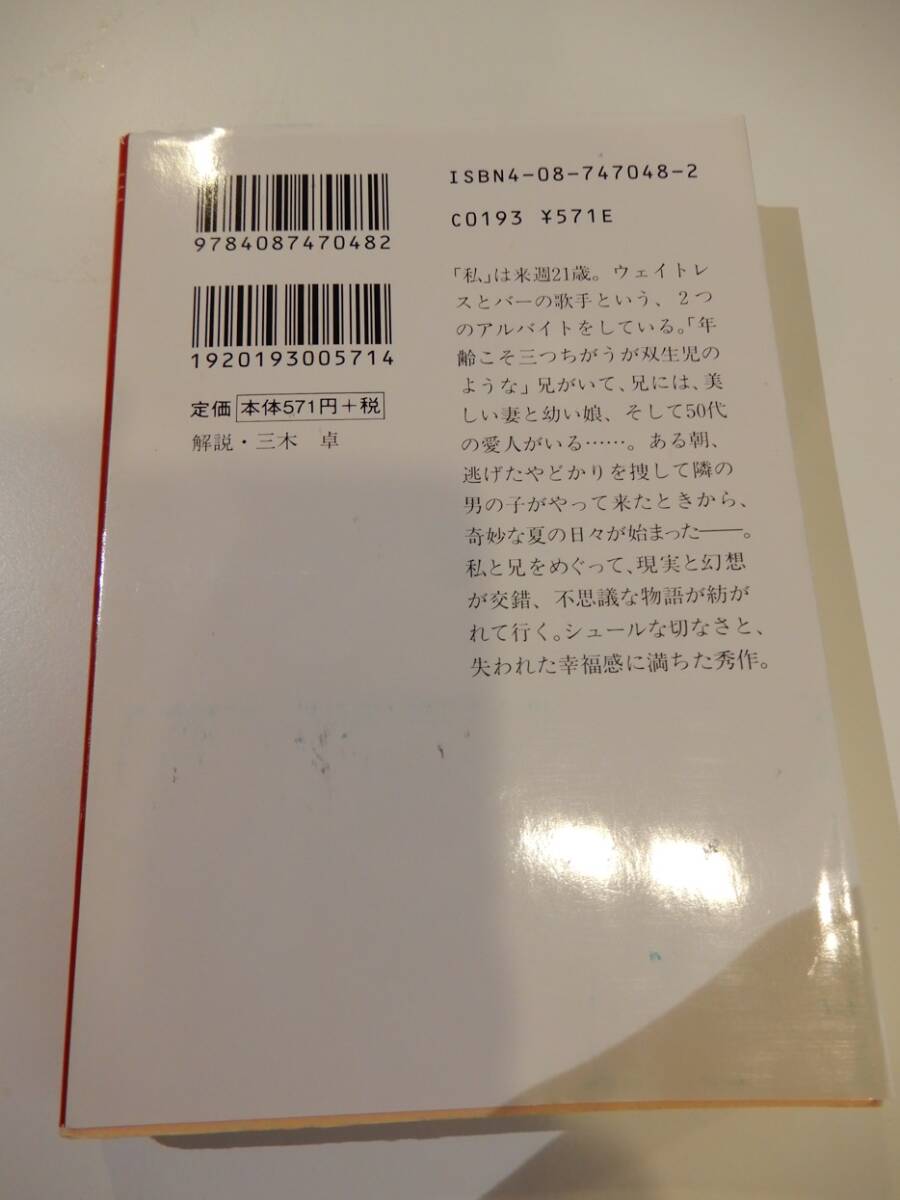 9784087470482
1920193005714
定価 本体571円+税
解説・三木 卓
ISBN4-08-747048-2
C0193 ¥571E
「私」は来週21歳。ウェイトレ
スとバーの歌手という、2つ
のアルバイトをしている。「年
齢こそ三つちがうが双生児の
ような」兄がいて、兄には、美
しい妻と幼い娘、そして50代
の愛人がいる……。ある朝、
逃げたやどかりを捜して隣の
男の子がやって来たときから、
奇妙な夏の日々が始まった──。
私と兄をめぐって、現実と幻想
が交錯、不思議な物語が紡が
れて行く。シュールな切なさと、
失われた幸福感に満ちた秀作。